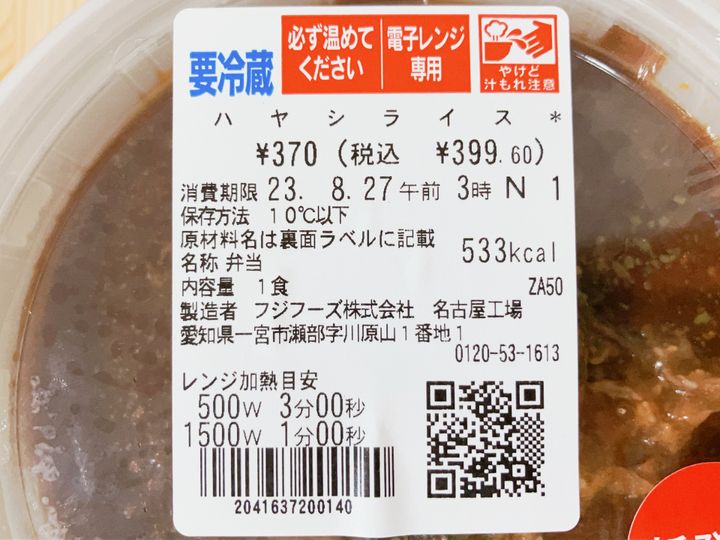 要冷蔵
必ず温めて
ください
電子レンジ
専用
やけど
汁もれ注意
ハヤシライス*
¥370（税込 ¥399.60）
消費期限 23. 8.27午前 3時 N 1
保存方法 10℃以下
原材料名は裏面ラベルに記載
533kcal
名称 弁当
内容量 1食 ZA50
製造者 フジフーズ株式会社 名古屋工場
愛知県一宮市瀬部字川原山1番地1
0120-53-1613
レンジ加熱目安
500W 3分00秒
1500W 1分00秒
2041637200140